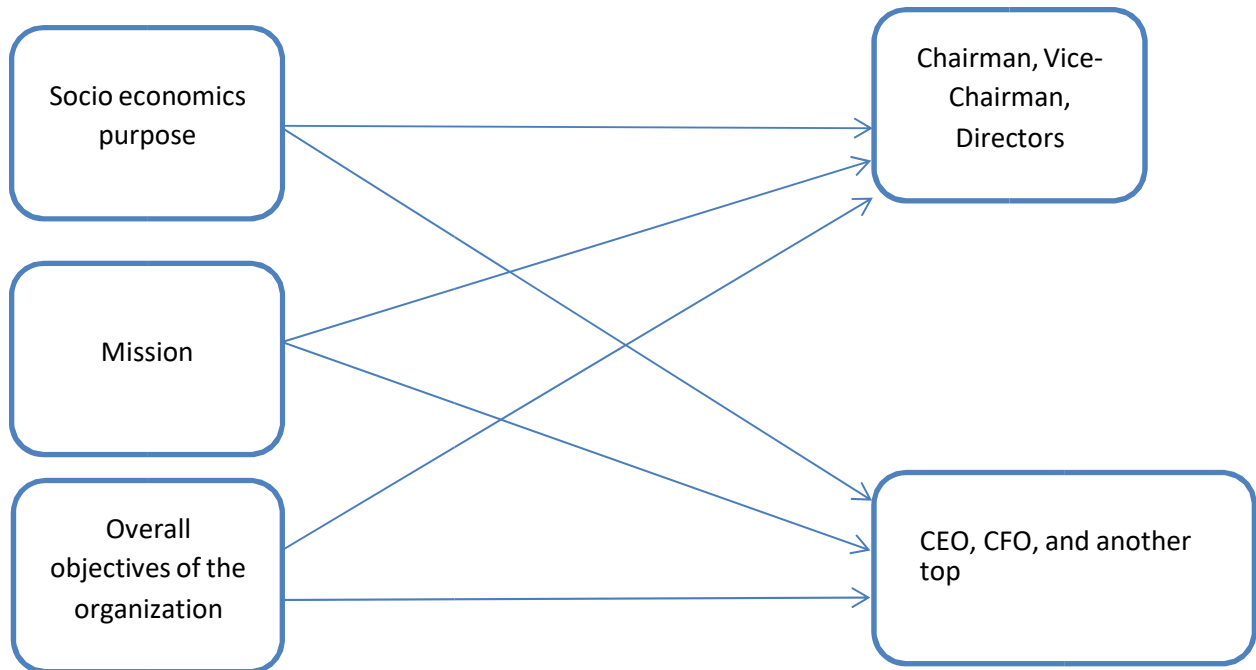 Socio economics
purpose
Chairman, Vice-
Chairman,
Directors
Mission
Overall
objectives of the
organization
CEO, CFO, and another
top